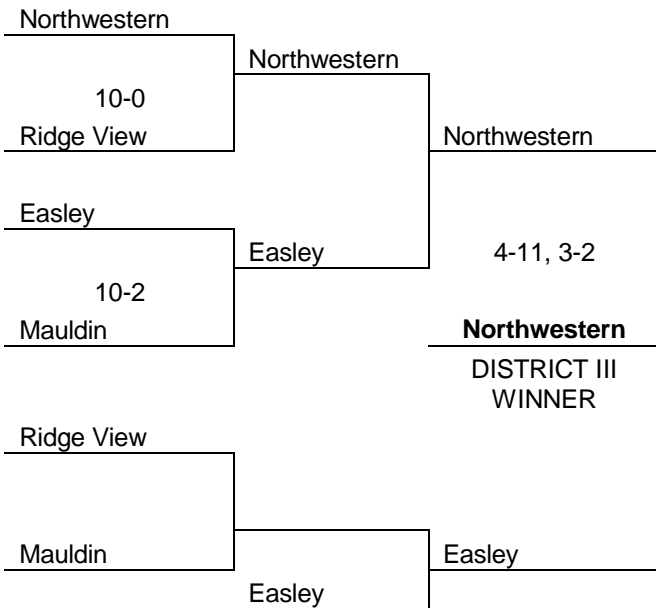 Northwestern
Northwestern
10-0
Ridge View
Northwestern
Easley
Easley
4-11, 3-2
10-2
Mauldin
Northwestern
DISTRICT III
WINNER
Ridge View
Mauldin
Easley
Easley